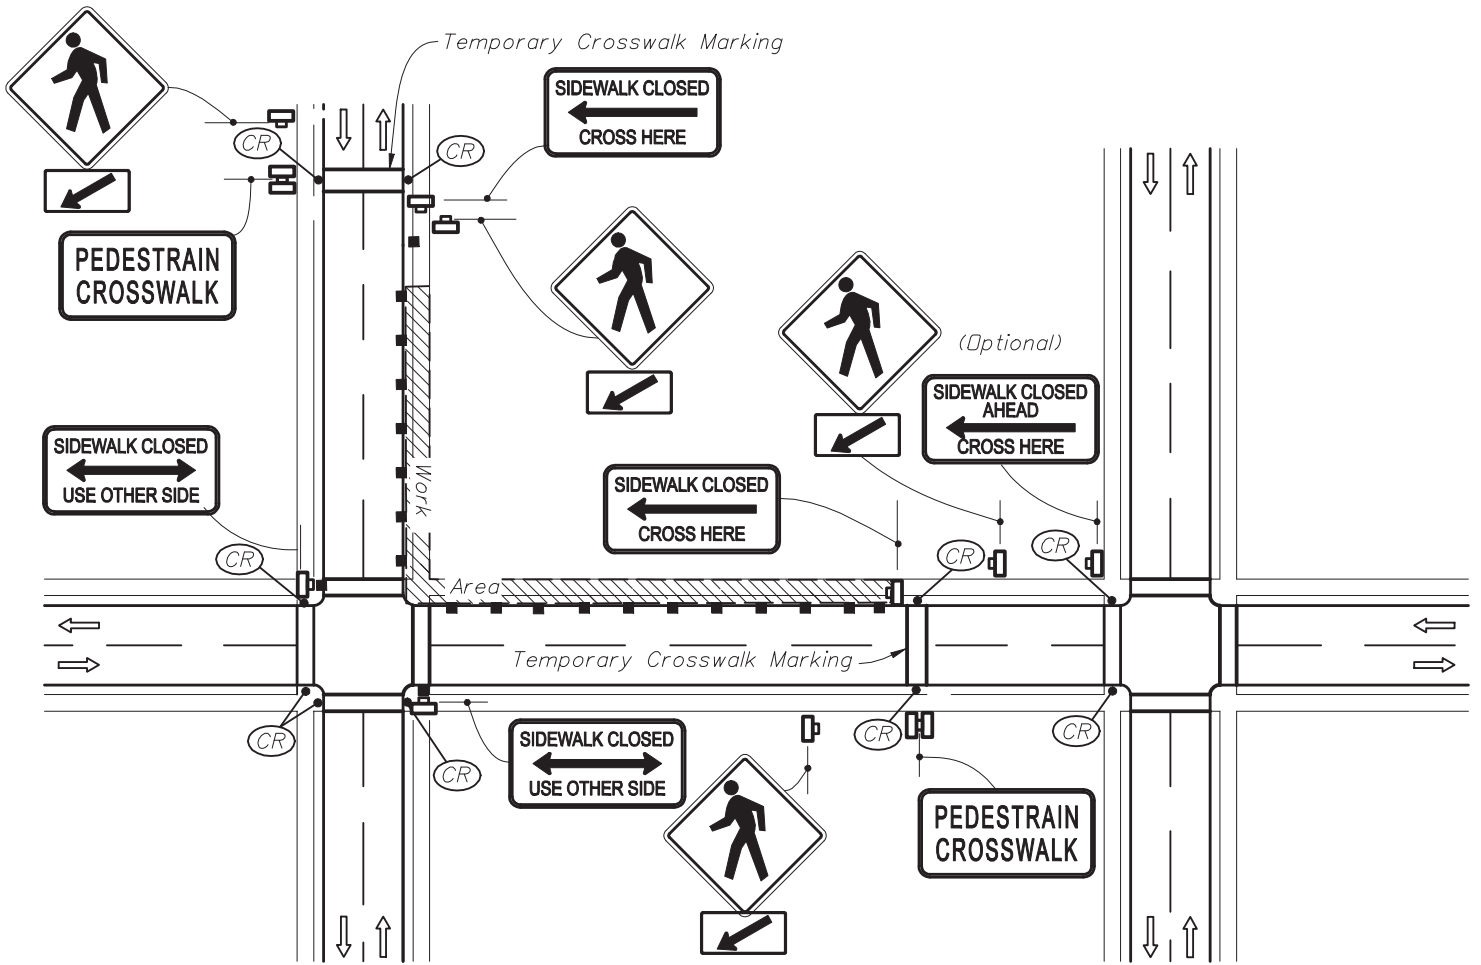 Temporary Crosswalk Marking
SIDEWALK CLOSED
CROSS HERE
CR
CR
PEDESTRAIN
CROSSWALK
(Optional)
SIDEWALK CLOSED
AHEAD
CROSS HERE
SIDEWALK CLOSED
USE OTHER SIDE
SIDEWALK CLOSED
CROSS HERE
Work
CR
CR
CR
Area
Temporary Crosswalk Marking
CR
CR
CR
CR
SIDEWALK CLOSED
USE OTHER SIDE
PEDESTRAIN
CROSSWALK